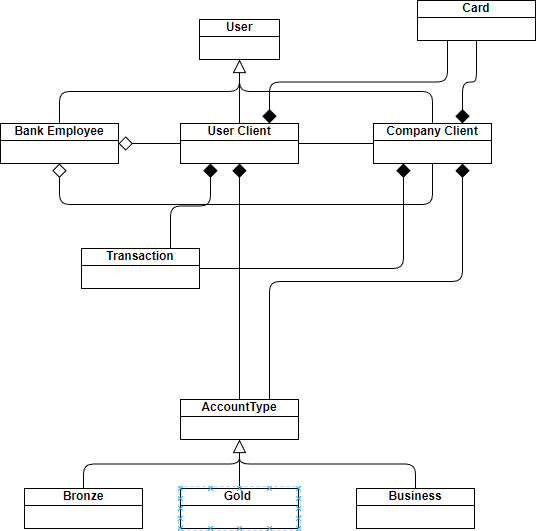 Card
User
Bank Employee
User Client
Company Client
Transaction
AccountType
Bronze
Gold
Business